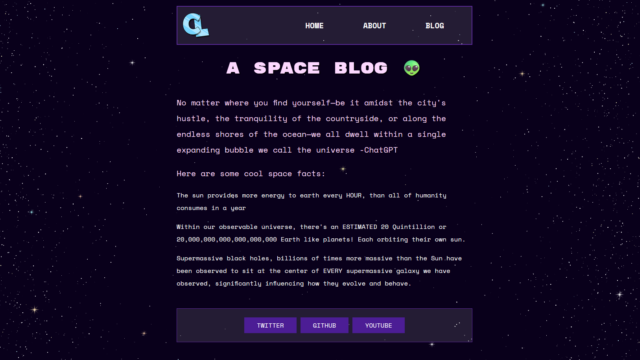 HOME ABOUT BLOG
A SPACE BLOG 👽
No matter where you find yourself—be it amidst the city's
hustle, the tranquility of the countryside, or along the
endless shores of the ocean—we all dwell within a single
expanding bubble we call the universe -ChatGPT
Here are some cool space facts:
The sun provides more energy to earth every HOUR, than all of humanity
consumes in a year
Within our observable universe, there's an ESTIMATED 20 Quintillion or
20,000,000,000,000,000,000 Earth like planets! Each orbiting their own sun.
Supermassive black holes, billions of times more massive than the Sun have
been observed to sit at the center of EVERY supermassive galaxy we have
observed, significantly influencing how they evolve and behave.
TWITTER GITHUB YOUTUBE